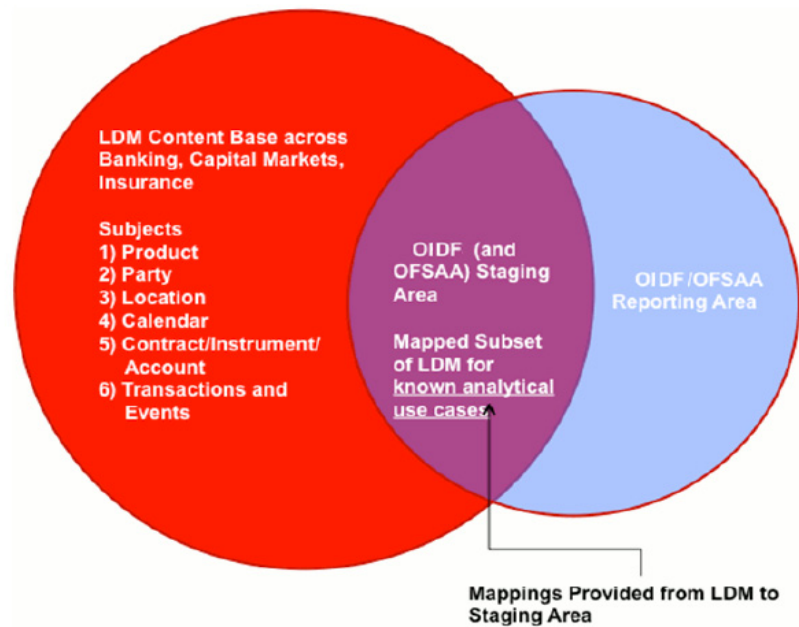 LDM Content Base across
Banking, Capital Markets,
Insurance
Subjects
1) Product
2) Party
3) Location
4) Calendar
5) Contract/Instrument/
Account
6) Transactions and
Events
OIDF (and
OFSAA) Staging
Area
Mapped Subset
of LDM for
known analytical
use cases
OIDF/OFSAA
Reporting Area
Mappings Provided from LDM to
Staging Area